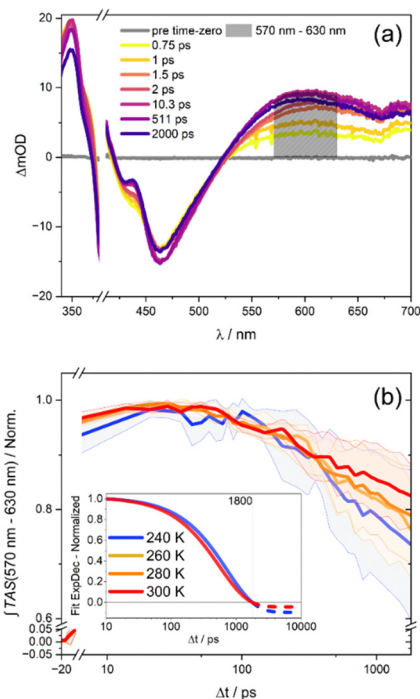 20
10
0
-10
-20
ΔmOD
pre time-zero
570 nm - 630 nm
(a)
0.75 ps
1 ps
1.5 ps
2 ps
10.3 ps
511 ps
2000 ps
350 450 500 550 600 650 700
λ / nm
(b)
1.0
0.8
0.6
0.05
0.00
-0.05
∫ TAS(570 nm - 630 nm) / Norm.
1800
1.0
0.8
0.6
0.4
0.2
0.0
Fit ExpDec - Normalized
240 K
260 K
280 K
300 K
10 100 1000 10000
Δt / ps
-20 10 100 1000
Δt / ps